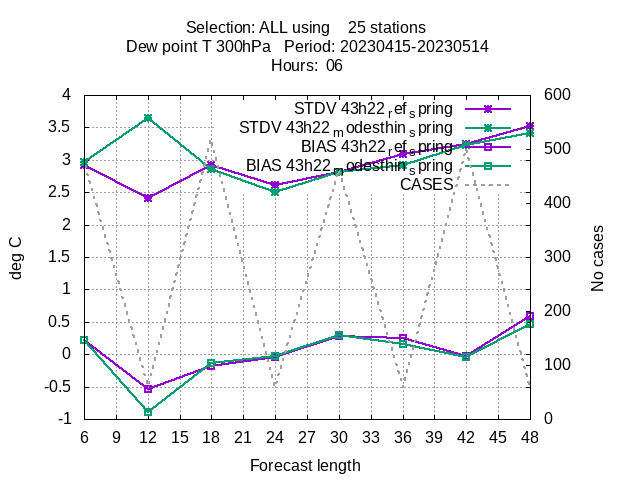 Selection: ALL using    25 stations
Dew point T 300hPa   Period: 20230415-20230514
Hours:  06
STDV 43h22_ref_spring
STDV 43h22_modesthin_spring
BIAS 43h22_ref_spring
BIAS 43h22_modesthin_spring
CASES
4
3.5
3
2.5
2
1.5
1
0.5
0
-0.5
-1
deg C
600
500
400
300
200
100
0
No cases
6 9 12 15 18 21 24 27 30 33 36 39 42 45 48
Forecast length